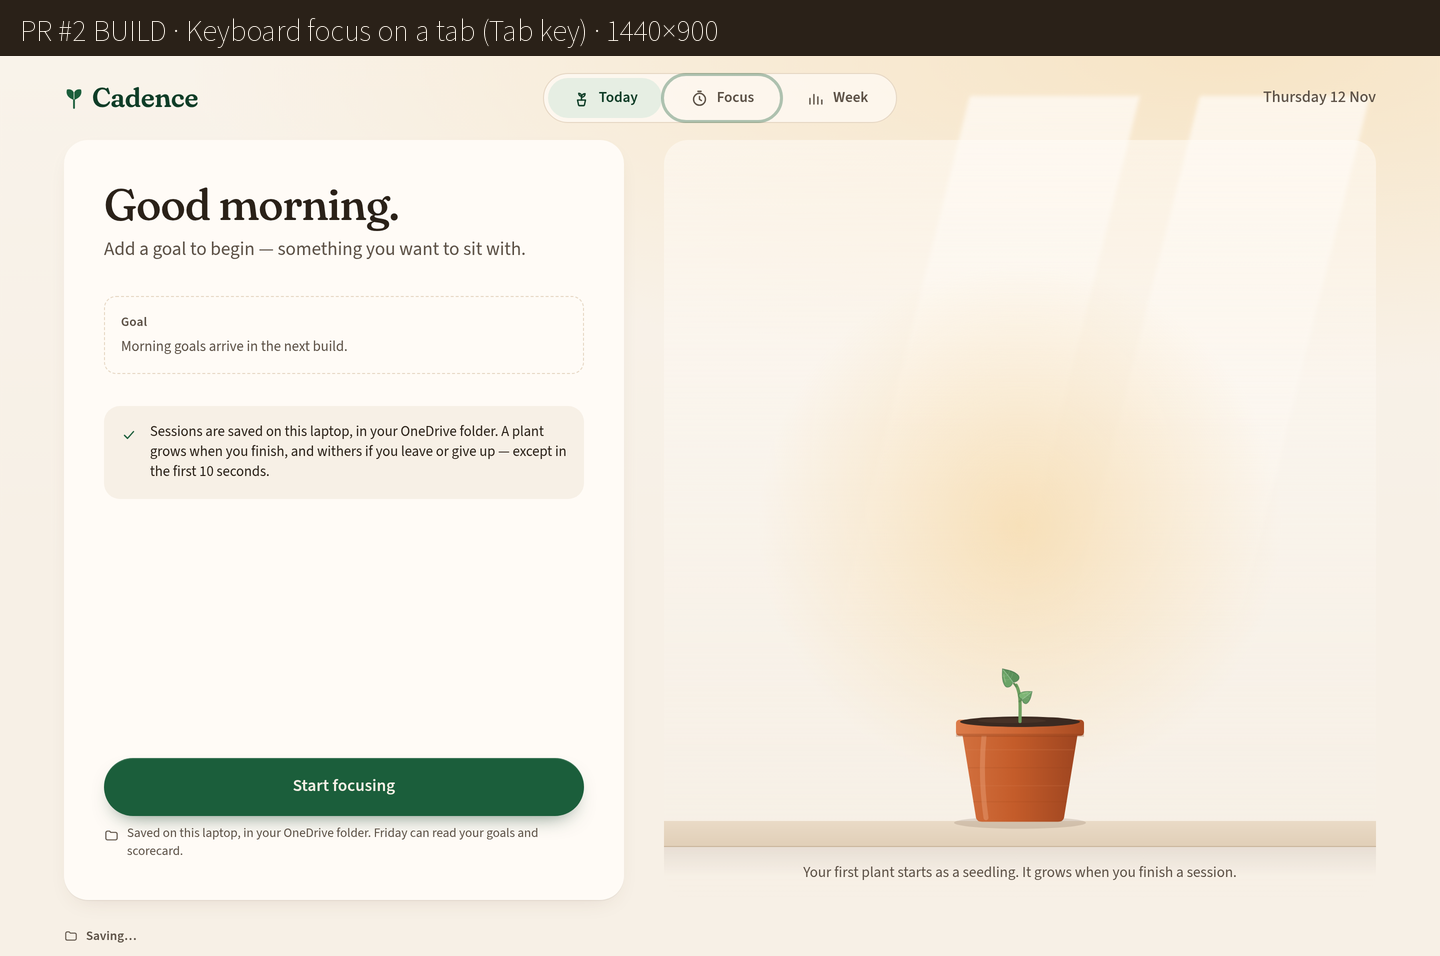 PR #2 BUILD · Keyboard focus on a tab (Tab key) · 1440×900
Cadence
Today
Focus
Week
Thursday 12 Nov
Good morning.
Add a goal to begin — something you want to sit with.
Goal
Morning goals arrive in the next build.
Sessions are saved on this laptop, in your OneDrive folder. A plant
grows when you finish, and withers if you leave or give up — except in
the first 10 seconds.
Start focusing
Saved on this laptop, in your OneDrive folder. Friday can read your goals and
scorecard.
Your first plant starts as a seedling. It grows when you finish a session.
Saving…